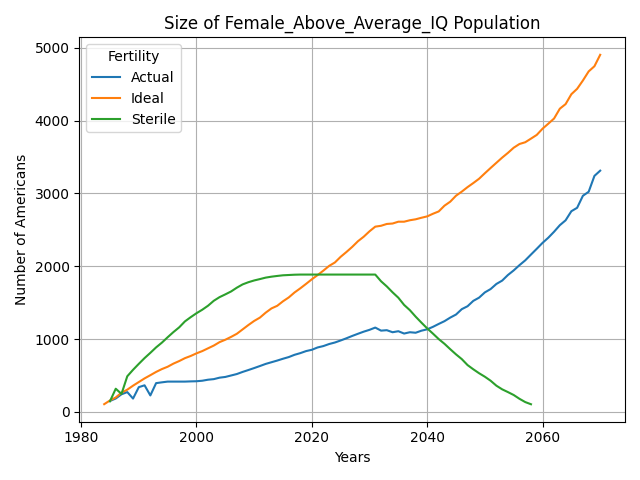 Size of Female_Above_Average_IQ Population
Fertility
Actual
Ideal
Sterile
Number of Americans
5000
4000
3000
2000
1000
0
1980
2000
2020
2040
2060
Years